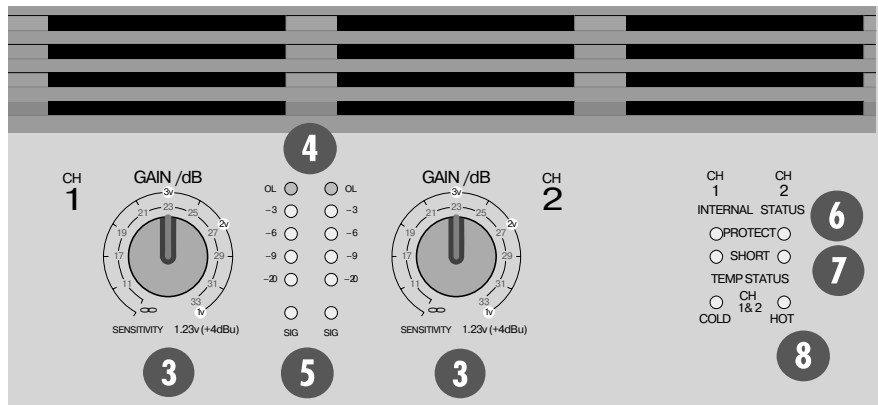 4
CH
1
GAIN /dB
3v
2v
1v
11
17
19
21
23
25
27
29
31
33
∞
SENSITIVITY 1.23v (+4dBu)
3
OL OL
-3 -3
-6 -6
-9 -9
-20 -20
SIG SIG
5
GAIN /dB
3v
2v
1v
11
17
19
21
23
25
27
29
31
33
∞
SENSITIVITY 1.23v (+4dBu)
3
CH
2
CH CH
1 2
INTERNAL STATUS
6
PROTECT
SHORT
7
TEMP STATUS
CH
1 & 2
COLD HOT
8